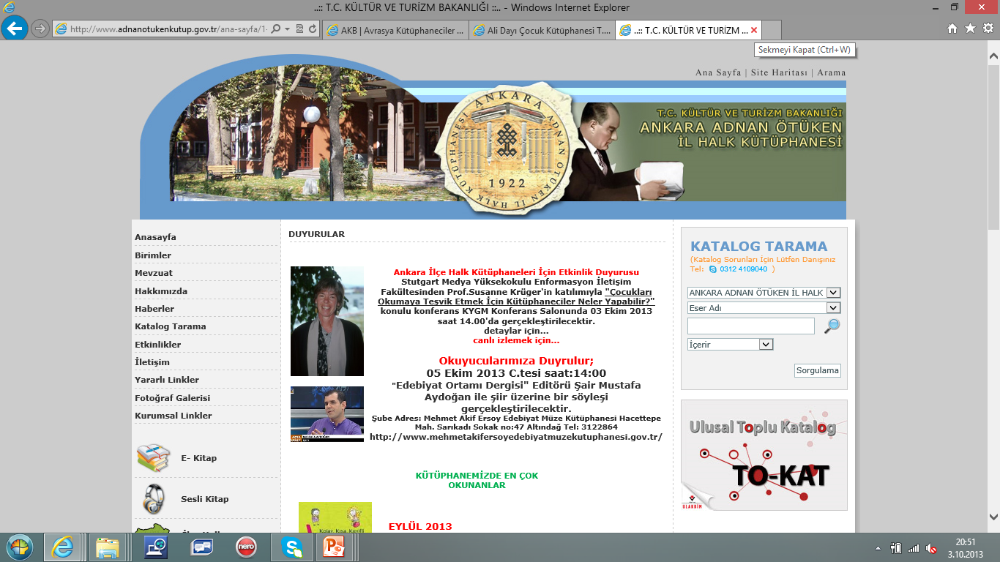 ..:: T.C. KÜLTÜR VE TURİZM BAKANLIĞI ::.. - Windows Internet Explorer
http://www.adnanotukenkutup.gov.tr/ana-sayfa/1-
AKB | Avrasya Kütüphaneciler ...
Ali Dayı Çocuk Kütüphanesi T....
..:: T.C. KÜLTÜR VE TURİZM ...
Sekmeyi Kapat (Ctrl+W)
Ana Sayfa | Site Haritası | Arama
ANKARA ADNAN ÖTÜKEN İL HALK KÜTÜPHANESİ
1922
T.C. KÜLTÜR VE TURİZM BAKANLIĞI
ANKARA ADNAN ÖTÜKEN
İL HALK KÜTÜPHANESİ
Anasayfa
Birimler
Mevzuat
Hakkımızda
Haberler
Katalog Tarama
Etkinlikler
İletişim
Yararlı Linkler
Fotoğraf Galerisi
Kurumsal Linkler
E- Kitap
Sesli Kitap
DUYURULAR
Ankara İlçe Halk Kütüphaneleri İçin Etkinlik Duyurusu
Stutgart Medya Yüksekokulu Enformasyon İletişim
Fakültesinden Prof.Susanne Krüger'in katılımıyla "Çocukları
Okumaya Teşvik Etmek İçin Kütüphaneciler Neler Yapabilir?"
konulu konferans KYGM Konferans Salonunda 03 Ekim 2013
saat 14.00'da gerçekleştirilecektir.
detaylar için...
canlı izlemek için...
Okuyucularımıza Duyrulur;
05 Ekim 2013 C.tesi saat:14:00
"Edebiyat Ortamı Dergisi" Editörü Şair Mustafa
Aydoğan ile şiir üzerine bir söyleşi
gerçekleştirilecektir.
Şube Adres: Mehmet Akif Ersoy Edebiyat Müze Kütüphanesi Hacettepe
Mah. Sarıkadı Sokak no:47 Altındağ Tel: 3122864
http://www.mehmetakifersoyedebiyatmuzekutuphanesi.gov.tr/
MUSTAFA AYDOĞAN
KÜTÜPHANEMİZDE EN ÇOK
OKUNANLAR
Kolay, Kısa, Keyifli
EYLÜL 2013
KATALOG TARAMA
(Katalog Sorunları İçin Lütfen Danışınız
Tel: 0312 4109040 )
ANKARA ADNAN ÖTÜKEN İL HALK
Eser Adı
İçerir
Sorgulama
Ulusal Toplu Katalog
TO-KAT
ULAKBİM
nero
20:51
3.10.2013